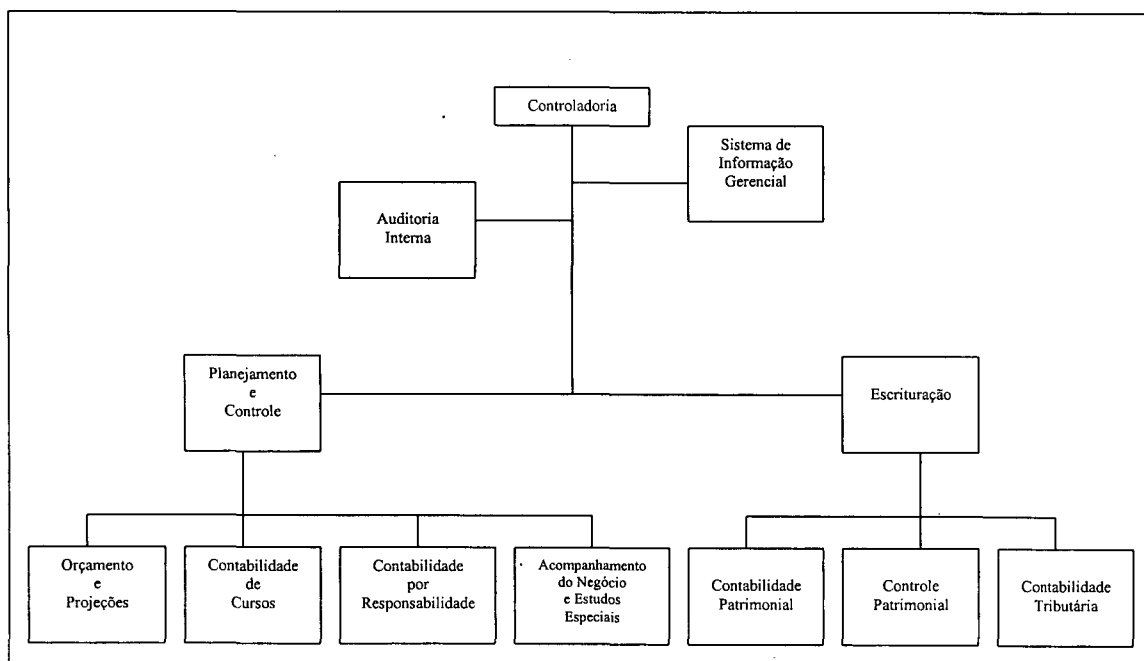 Controladoria
Sistema de
Informação
Gerencial
Auditoria
Interna
Planejamento
e
Controle
Escrituração
Orçamento
e
Projeções
Contabilidade
de
Cursos
Contabilidade
por
Responsabilidade
Acompanhamento
do Negócio
e Estudos
Especiais
Contabilidade
Patrimonial
Controle
Patrimonial
Contabilidade
Tributária